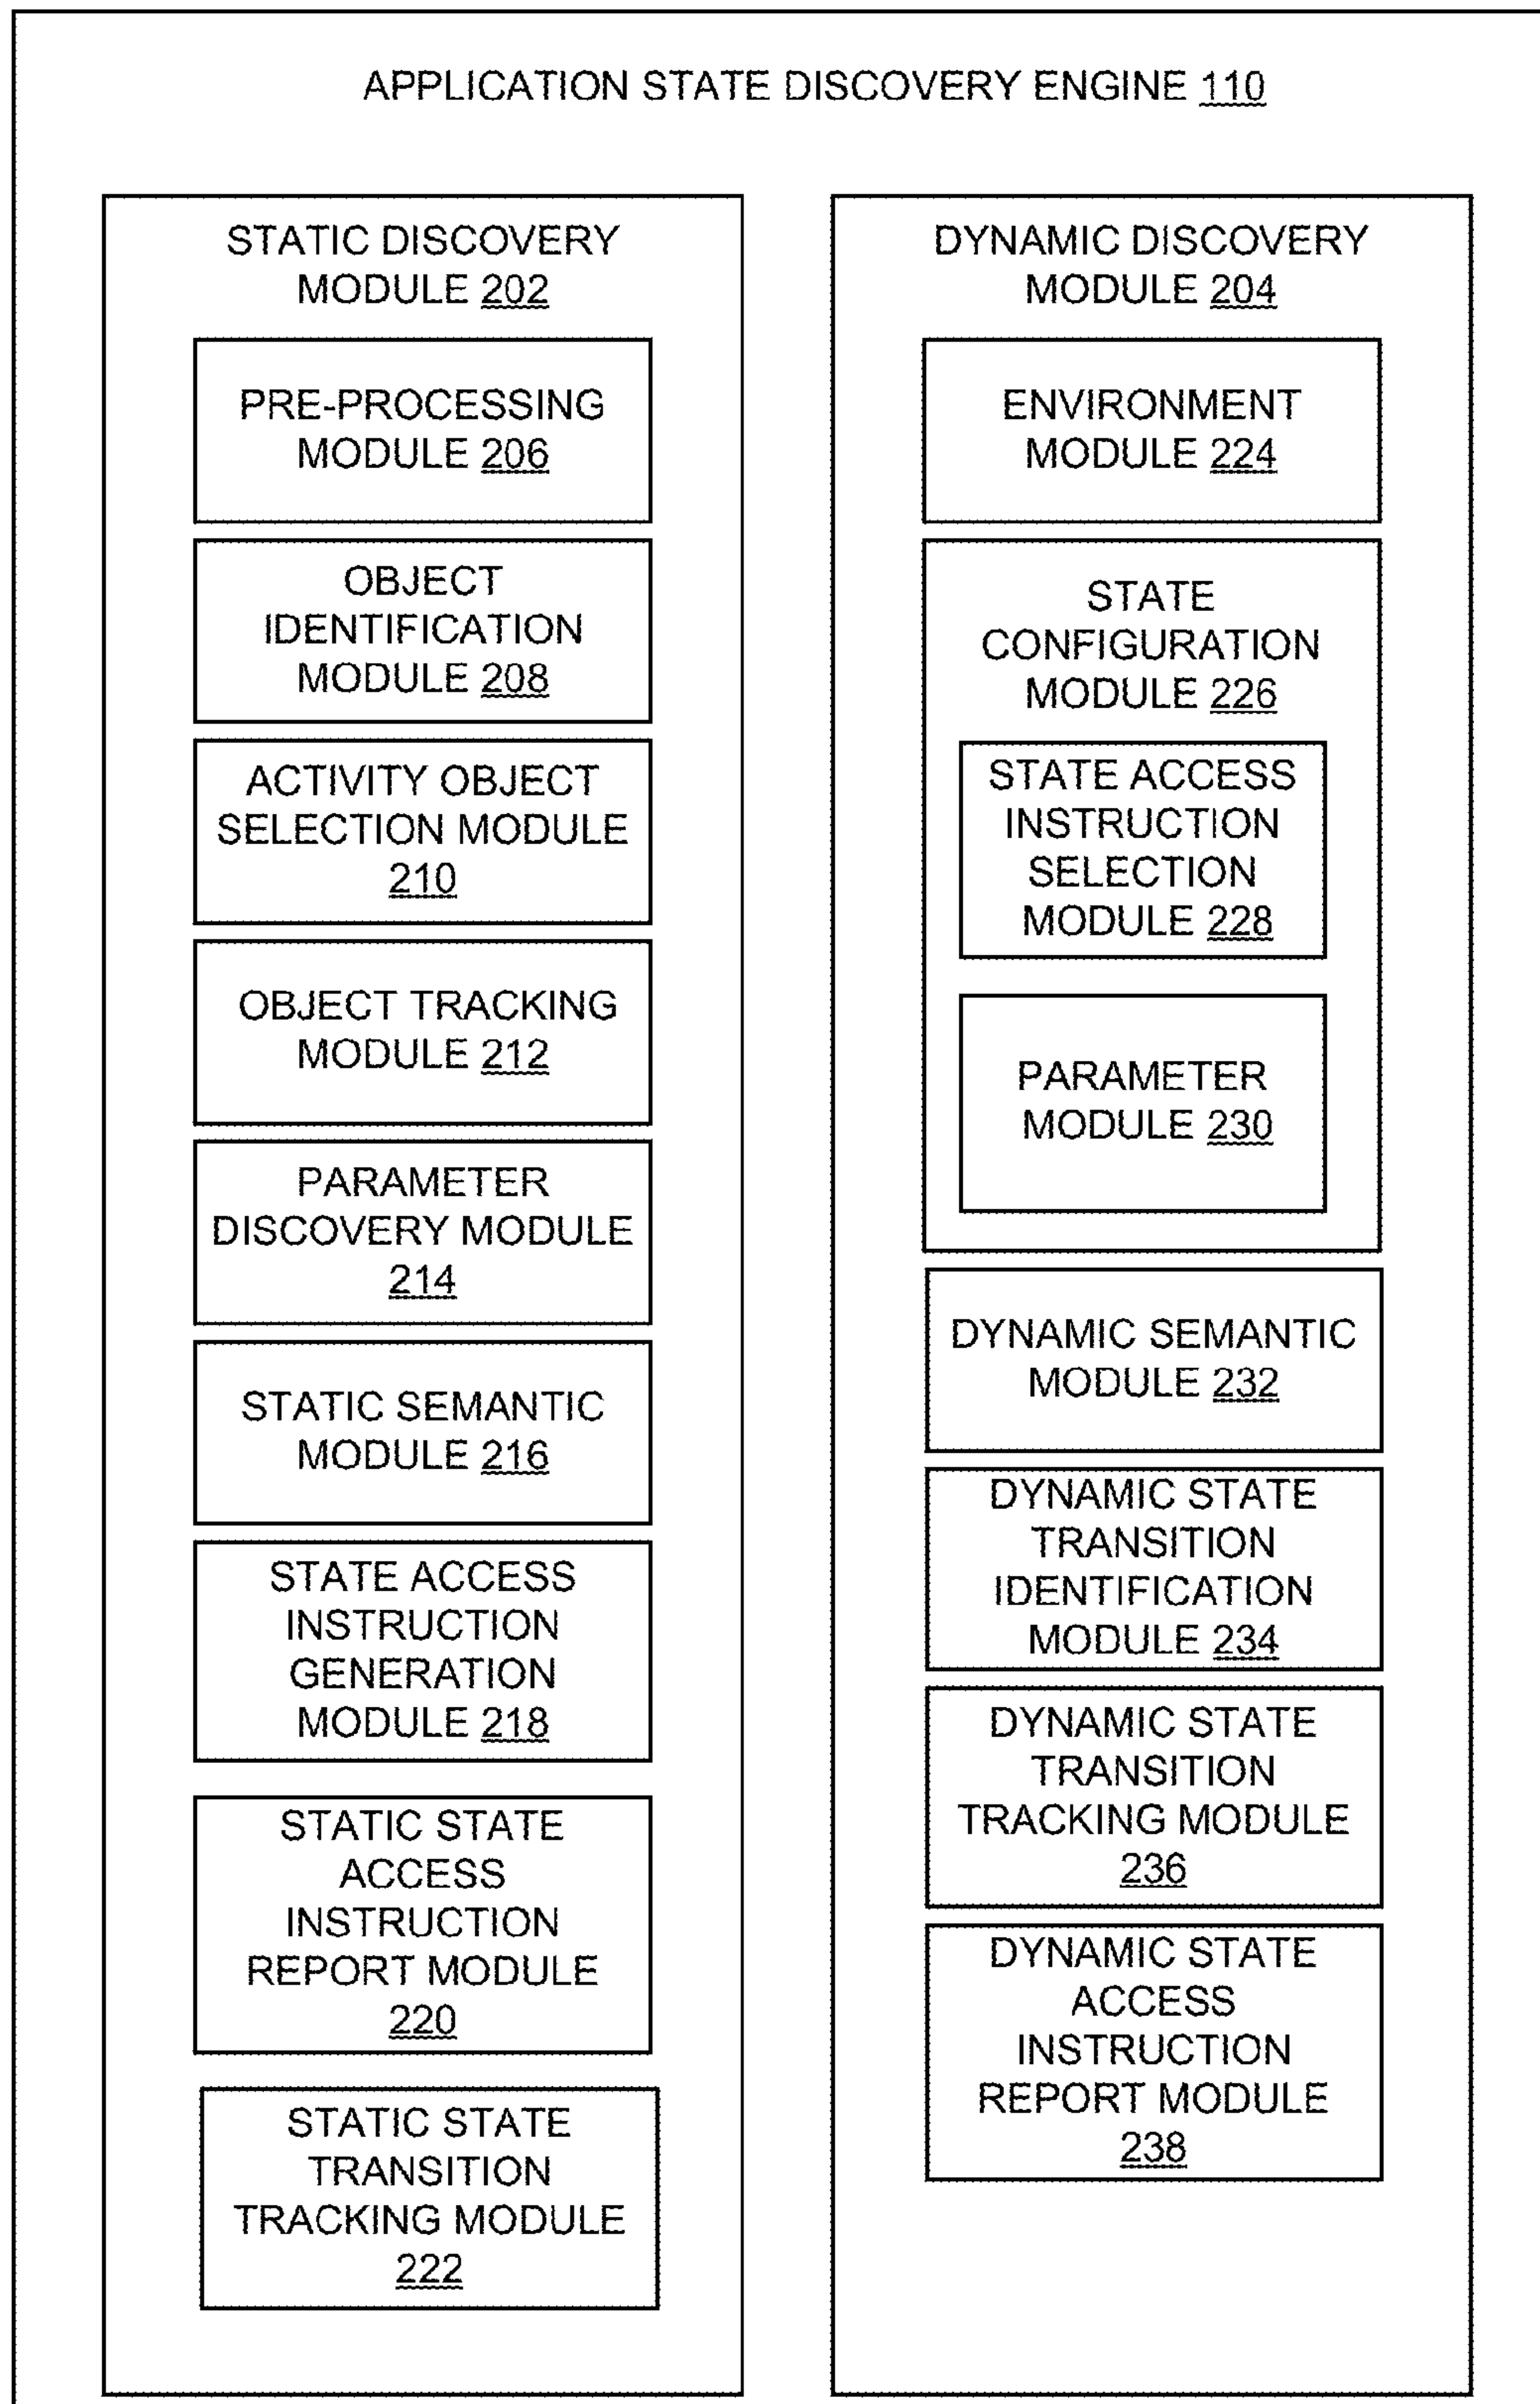 APPLICATION STATE DISCOVERY ENGINE 110
STATIC DISCOVERY
MODULE 202
PRE-PROCESSING
MODULE 206
OBJECT
IDENTIFICATION
MODULE 208
ACTIVITY OBJECT
SELECTION MODULE
210
OBJECT TRACKING
MODULE 212
PARAMETER
DISCOVERY MODULE
214
STATIC SEMANTIC
MODULE 216
STATE ACCESS
INSTRUCTION
GENERATION
MODULE 218
STATIC STATE
ACCESS
INSTRUCTION
REPORT MODULE
220
STATIC STATE
TRANSITION
TRACKING MODULE
222
DYNAMIC DISCOVERY
MODULE 204
ENVIRONMENT
MODULE 224
STATE
CONFIGURATION
MODULE 226
STATE ACCESS
INSTRUCTION
SELECTION
MODULE 228
PARAMETER
MODULE 230
DYNAMIC SEMANTIC
MODULE 232
DYNAMIC STATE
TRANSITION
IDENTIFICATION
MODULE 234
DYNAMIC STATE
TRANSITION
TRACKING MODULE
236
DYNAMIC STATE
ACCESS
INSTRUCTION
REPORT MODULE
238